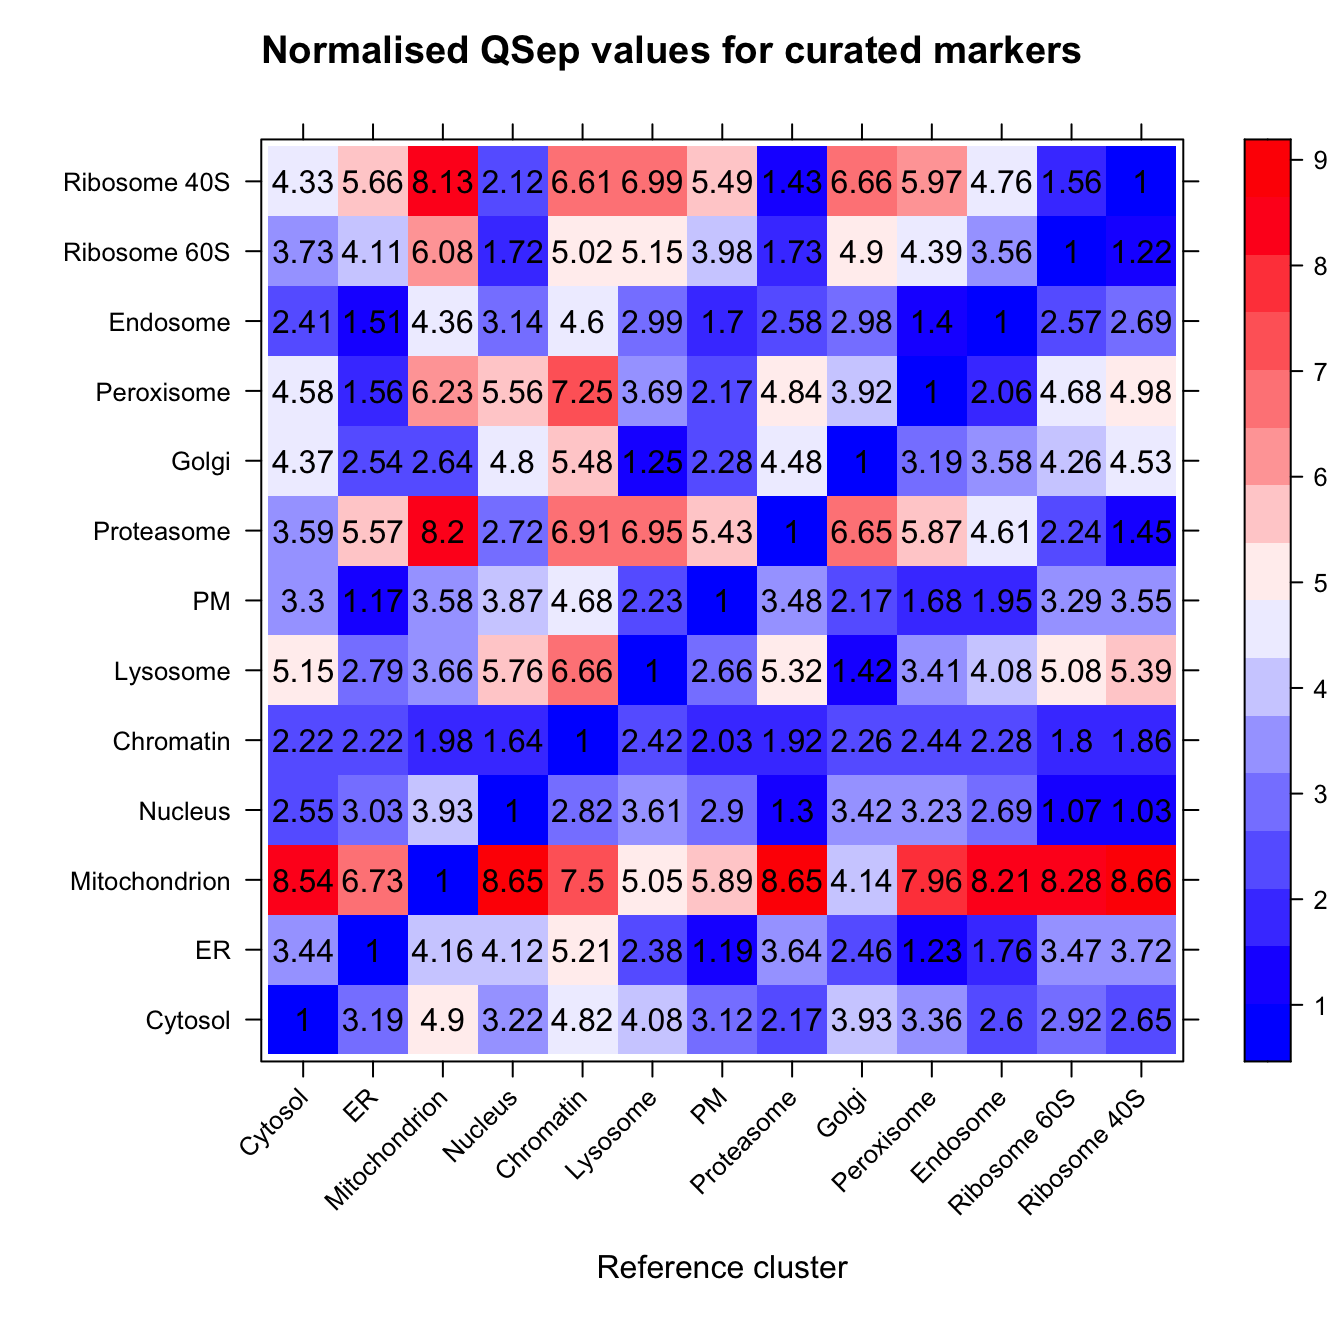 Normalised QSep values for curated markers
Ribosome 40S 4.33 5.66 8.13 2.12 6.61 6.99 5.49 1.43 6.66 5.97 4.76 1.56 1
Ribosome 60S 3.73 4.11 6.08 1.72 5.02 5.15 3.98 1.73 4.9 4.39 3.56 1 1.22
Endosome 2.41 1.51 4.36 3.14 4.6 2.99 1.7 2.58 2.98 1.4 1 2.57 2.69
Peroxisome 4.58 1.56 6.23 5.56 7.25 3.69 2.17 4.84 3.92 1 2.06 4.68 4.98
Golgi 4.37 2.54 2.64 4.8 5.48 1.25 2.28 4.48 1 3.19 3.58 4.26 4.53
Proteasome 3.59 5.57 8.2 2.72 6.91 6.95 5.43 1 6.65 5.87 4.61 2.24 1.45
PM 3.3 1.17 3.58 3.87 4.68 2.23 1 3.48 2.17 1.68 1.95 3.29 3.55
Lysosome 5.15 2.79 3.66 5.76 6.66 1 2.66 5.32 1.42 3.41 4.08 5.08 5.39
Chromatin 2.22 2.22 1.98 1.64 1 2.42 2.03 1.92 2.26 2.44 2.28 1.8 1.86
Nucleus 2.55 3.03 3.93 1 2.82 3.61 2.9 1.3 3.42 3.23 2.69 1.07 1.03
Mitochondrion 8.54 6.73 1 8.65 7.5 5.05 5.89 8.65 4.14 7.96 8.21 8.28 8.66
ER 3.44 1 4.16 4.12 5.21 2.38 1.19 3.64 2.46 1.23 1.76 3.47 3.72
Cytosol 1 3.19 4.9 3.22 4.82 4.08 3.12 2.17 3.93 3.36 2.6 2.92 2.65
Cytosol
ER
Mitochondrion
Nucleus
Chromatin
Lysosome
PM
Proteasome
Golgi
Peroxisome
Endosome
Ribosome 60S
Ribosome 40S
Reference cluster
9
8
7
6
5
4
3
2
1